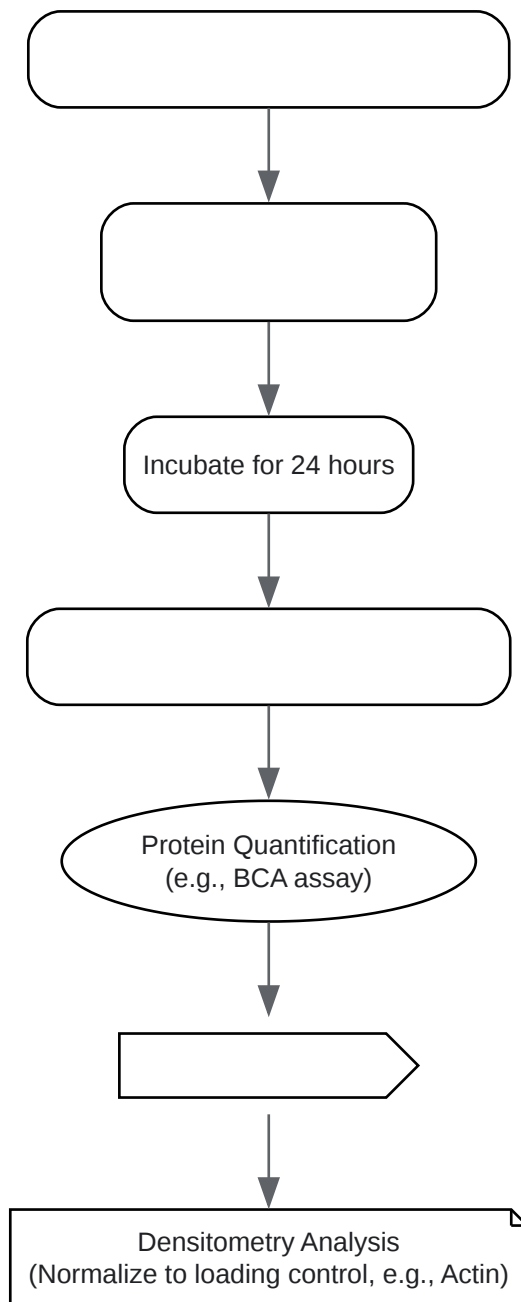 Incubate for 24 hours
Protein Quantification
(e.g., BCA assay)
Densitometry Analysis
(Normalize to loading control, e.g., Actin)